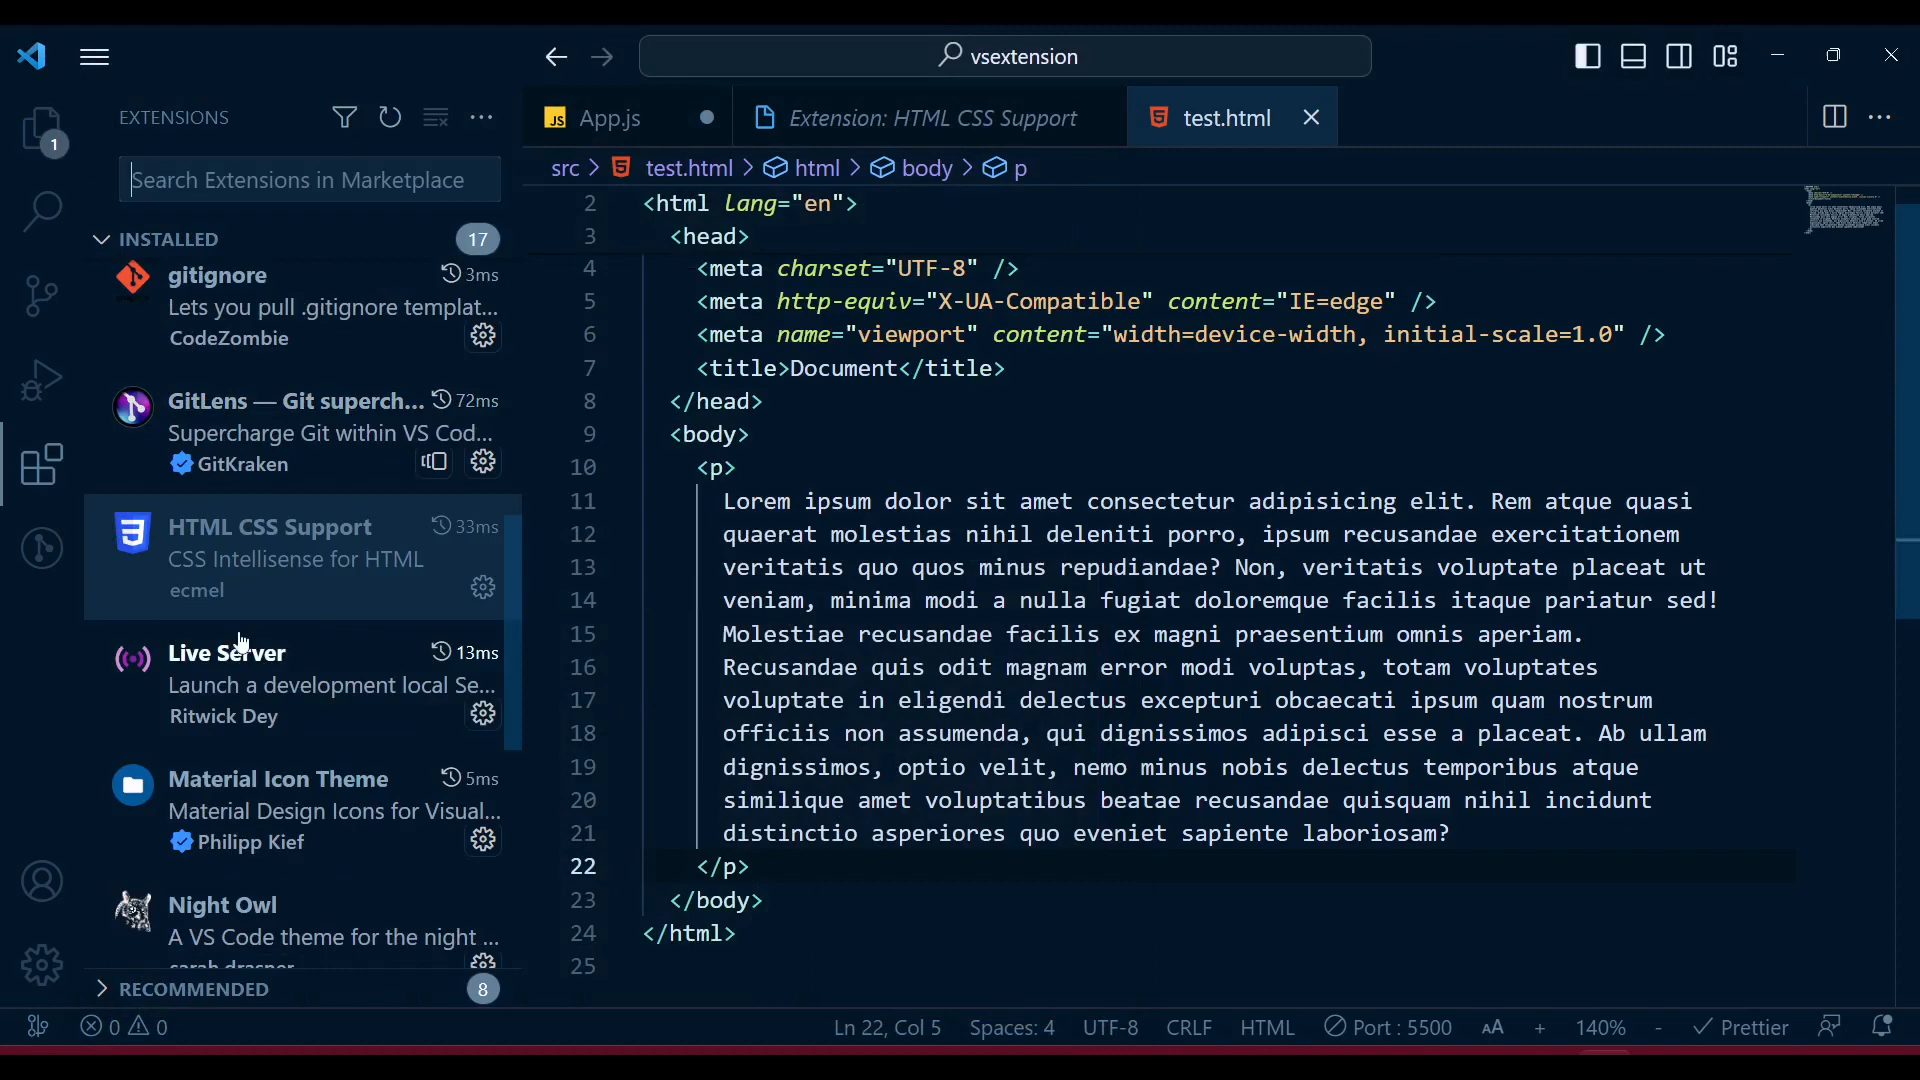 vsextension
EXTENSIONS
JS App.js
Extension: HTML CSS Support
test.html
1
Search Extensions in Marketplace
src > test.html > html > body > p
INSTALLED 17
gitignore 3ms
Lets you pull .gitignore templat...
CodeZombie
GitLens — Git superch... 72ms
Supercharge Git within VS Cod...
GitKraken
HTML CSS Support 33ms
CSS Intellisense for HTML
ecmel
Live Server 13ms
Launch a development local Se...
Ritwick Dey
Material Icon Theme 5ms
Material Design Icons for Visual...
Philipp Kief
Night Owl
A VS Code theme for the night ...
sarah drasner
RECOMMENDED 8
2 <html lang="en">
3 <head>
4 <meta charset="UTF-8" />
5 <meta http-equiv="X-UA-Compatible" content="IE=edge" />
6 <meta name="viewport" content="width=device-width, initial-scale=1.0" />
7 <title>Document</title>
8 </head>
9 <body>
10 <p>
11 Lorem ipsum dolor sit amet consectetur adipisicing elit. Rem atque quasi
12 quaerat molestias nihil deleniti porro, ipsum recusandae exercitationem
13 veritatis quo quos minus repudiandae? Non, veritatis voluptate placeat ut
14 veniam, minima modi a nulla fugiat doloremque facilis itaque pariatur sed!
15 Molestiae recusandae facilis ex magni praesentium omnis aperiam.
16 Recusandae quis odit magnam error modi voluptas, totam voluptates
17 voluptate in eligendi delectus excepturi obcaecati ipsum quam nostrum
18 officiis non assumenda, qui dignissimos adipisci esse a placeat. Ab ullam
19 dignissimos, optio velit, nemo minus nobis delectus temporibus atque
20 similique amet voluptatibus beatae recusandae quisquam nihil incidunt
21 distinctio asperiores quo eveniet sapiente laboriosam?
22 </p>
23 </body>
24 </html>
25
0 0 Ln 22, Col 5 Spaces: 4 UTF-8 CRLF HTML Port : 5500 AA + 140% - Prettier